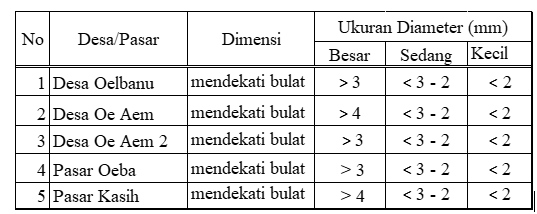 No Desa/Pasar Dimensi Ukuran Diameter (mm)
Besar Sedang Kecil
1 Desa Oelbanu mendekati bulat > 3 < 3 - 2 < 2
2 Desa Oe Aem mendekati bulat > 4 < 3 - 2 < 2
3 Desa Oe Aem 2 mendekati bulat > 3 < 3 - 2 < 2
4 Pasar Oeba mendekati bulat > 3 < 3 - 2 < 2
5 Pasar Kasih mendekati bulat > 4 < 3 - 2 < 2